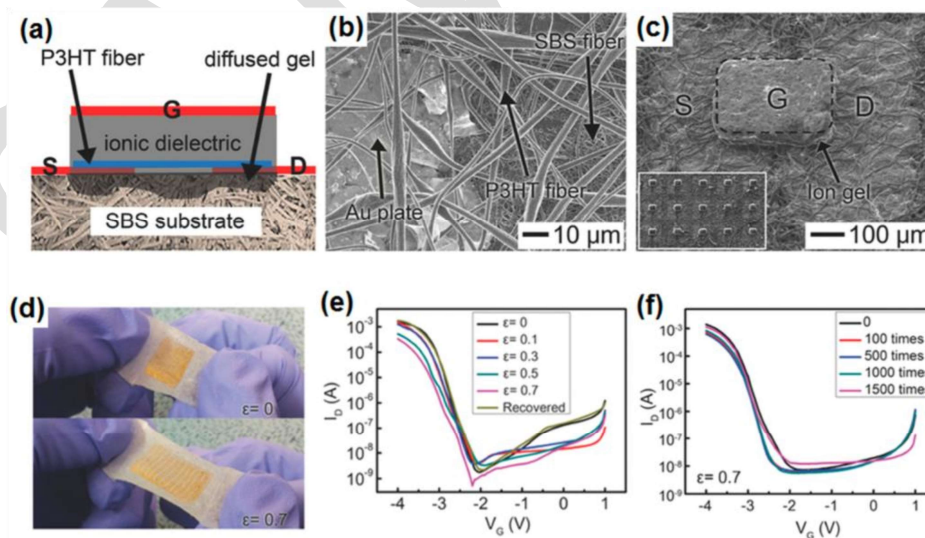 (a)
P3HT fiber
diffused gel
G
ionic dielectric
S
D
SBS substrate
(b)
SBS fiber
Au plate
P3HT fiber
10 μm
(c)
S
G
D
Ion gel
100 μm
(d)
ε= 0
ε= 0.7
(e)
10⁻³
10⁻⁴
10⁻⁵
10⁻⁶
10⁻⁷
10⁻⁸
10⁻⁹
I_D (A)
ε= 0
ε= 0.1
ε= 0.3
ε= 0.5
ε= 0.7
Recovered
-4 -3 -2 -1 0 1
V_G (V)
(f)
10⁻³
10⁻⁴
10⁻⁵
10⁻⁶
10⁻⁷
10⁻⁸
10⁻⁹
I_D (A)
0
100 times
500 times
1000 times
1500 times
ε= 0.7
-4 -3 -2 -1 0 1
V_G (V)